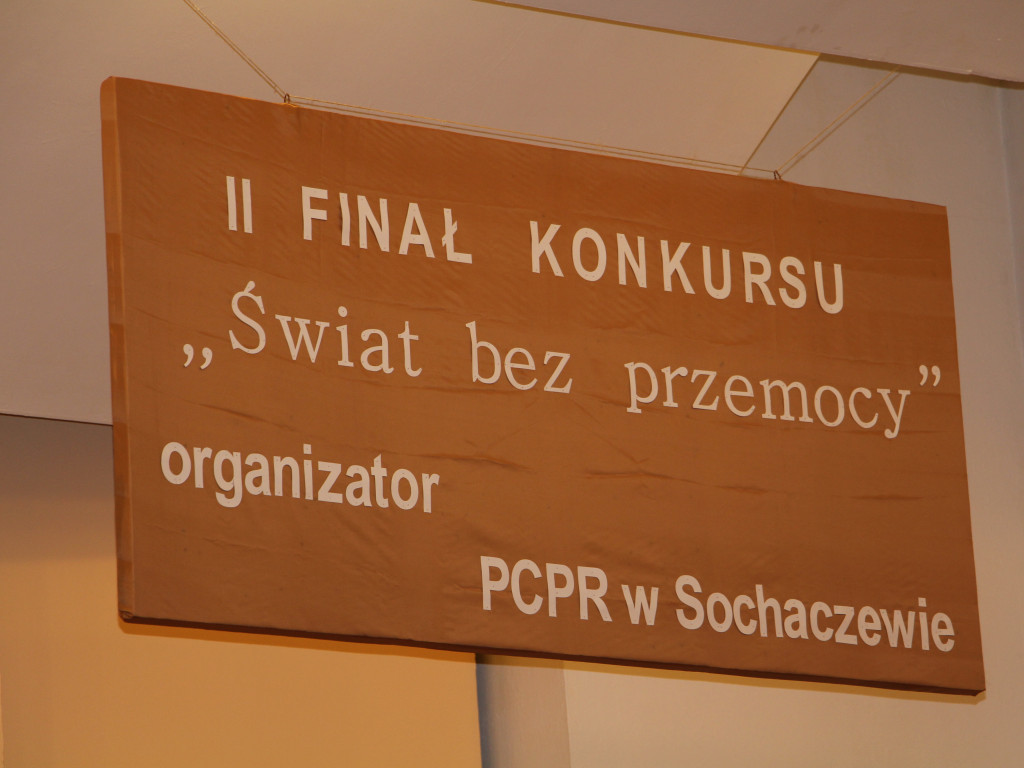 II FINAŁ KONKURSU
„Świat bez przemocy”
organizator
PCPR w Sochaczewie